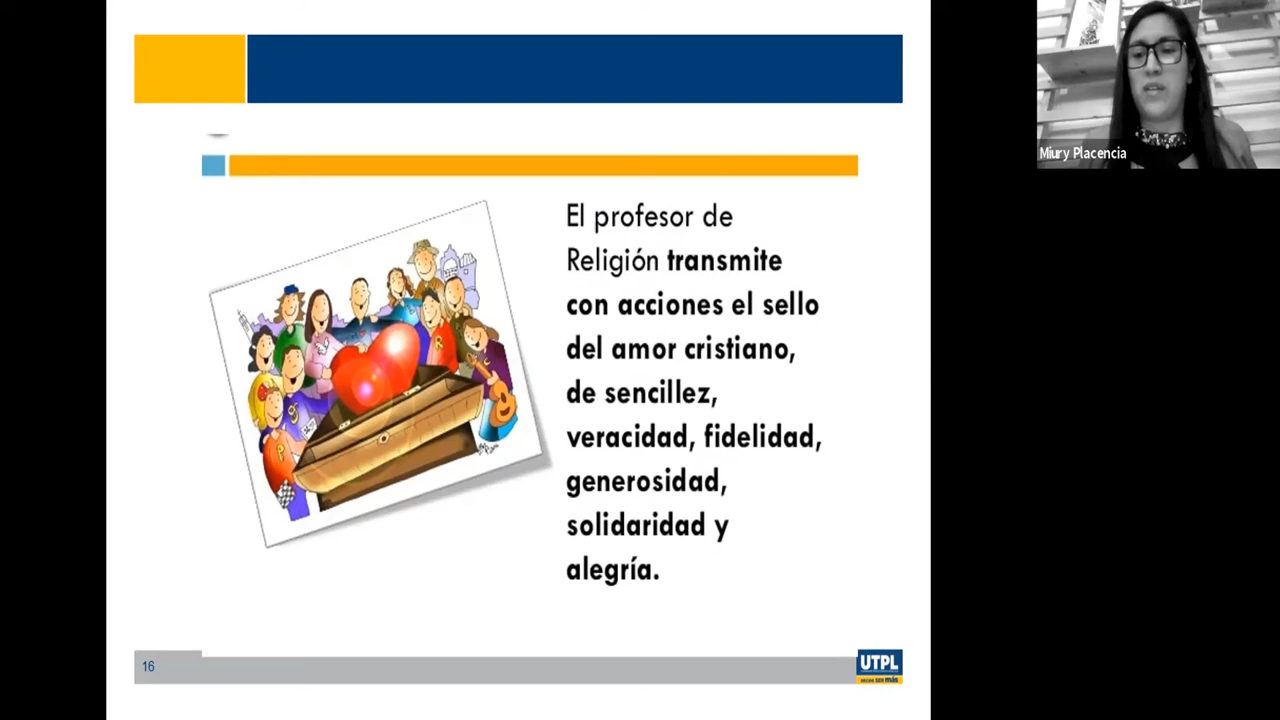 El profesor de
Religión transmite
con acciones el sello
del amor cristiano,
de sencillez,
veracidad, fidelidad,
generosidad,
solidaridad y
alegría.
16
UTPL
Miury Placencia